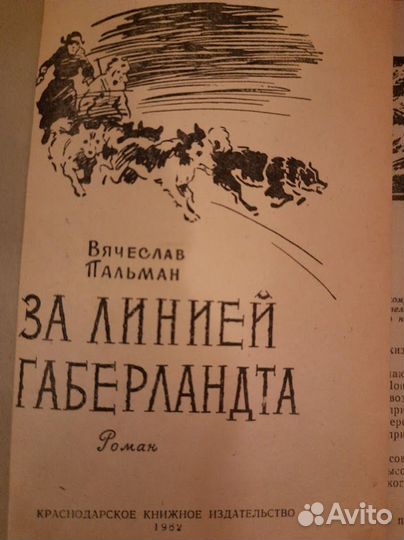 Вячеслав
Пальман
ЗА ЛИНИЕЙ
ГАБЕРЛАНДТА
Роман
КРАСНОДАРСКОЕ КНИЖНОЕ ИЗДАТЕЛЬСТВО
1962
Avito